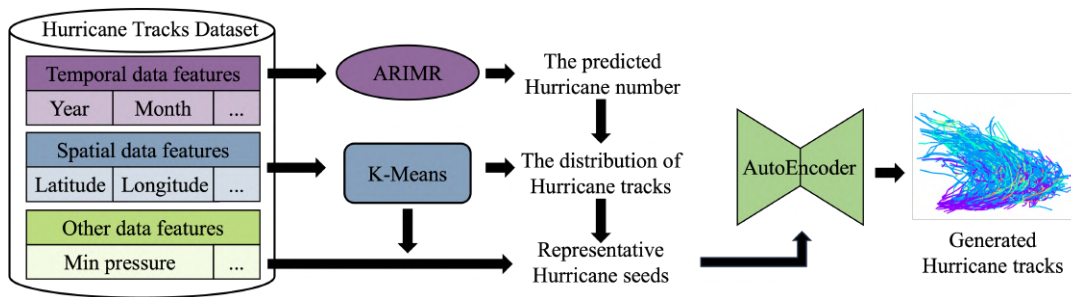 Hurricane Tracks Dataset
Temporal data features
Year Month ...
Spatial data features
Latitude Longitude ...
Other data features
Min pressure ...
ARIMR
K-Means
The predicted
Hurricane number
The distribution of
Hurricane tracks
Representative
Hurricane seeds
AutoEncoder
Generated
Hurricane tracks